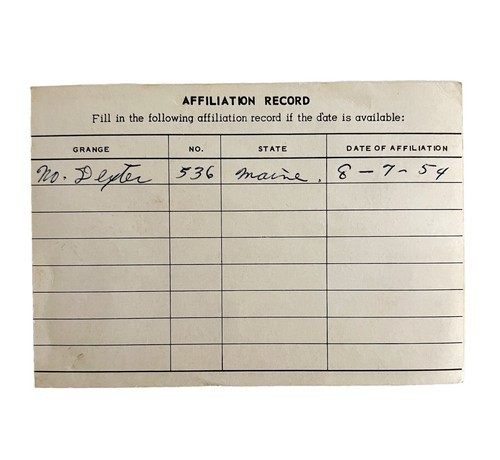 AFFILIATION RECORD
Fill in the following affiliation record if the date is available:
GRANGE NO. STATE DATE OF AFFILIATION
No. Dexter 536 Maine. 8-7-54